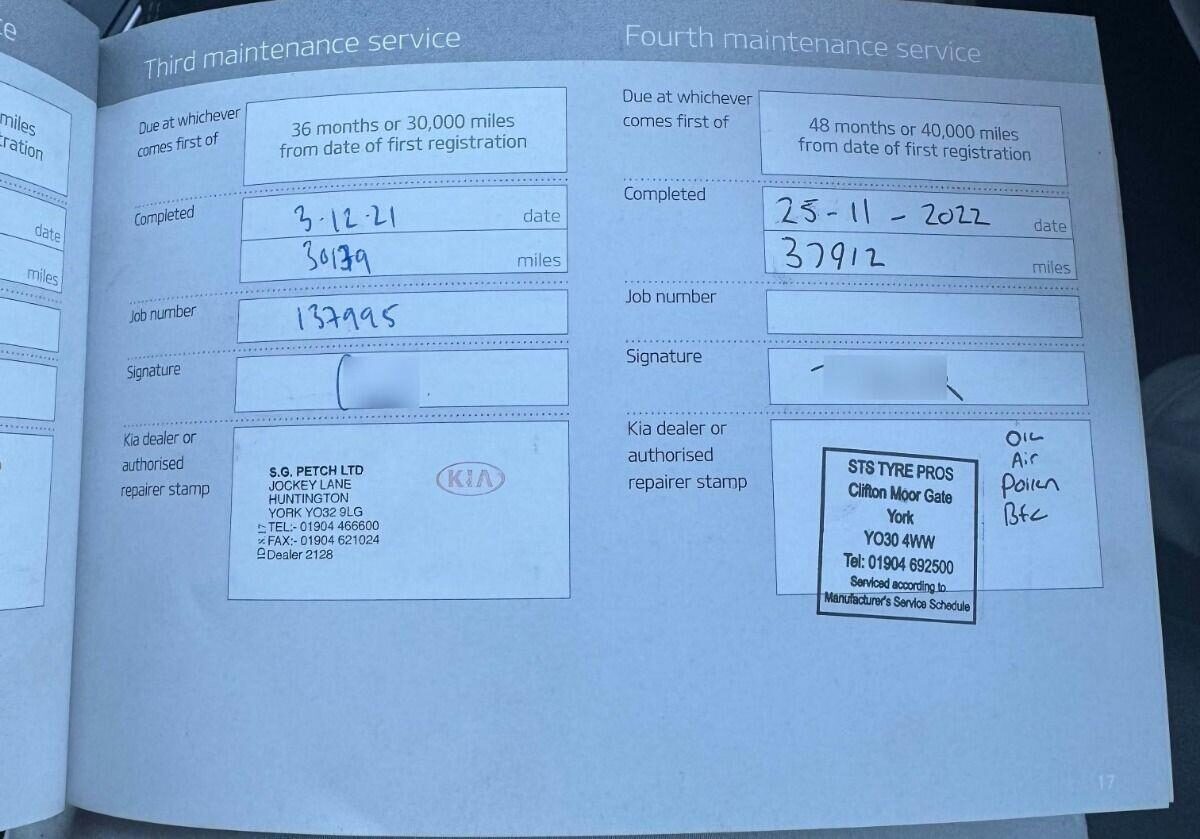 e
miles
tration
date
miles
Third maintenance service
Due at whichever
comes first of
36 months or 30,000 miles
from date of first registration
Completed
3-12-21 date
30179 miles
Job number
137995
Signature
Kia dealer or
authorised
repairer stamp
S.G. PETCH LTD
JOCKEY LANE
HUNTINGTON
YORK YO32 9LG
TEL:- 01904 466600
FAX:- 01904 621024
Dealer 2128
KIA
Fourth maintenance service
Due at whichever
comes first of
48 months or 40,000 miles
from date of first registration
Completed
25-11-2022 date
37912 miles
Job number
Signature
Kia dealer or
authorised
repairer stamp
STS TYRE PROS
Clifton Moor Gate
York
YO30 4WW
Tel: 01904 692500
Serviced according to
Manufacturer's Service Schedule
OIL
Air
Pollen
17